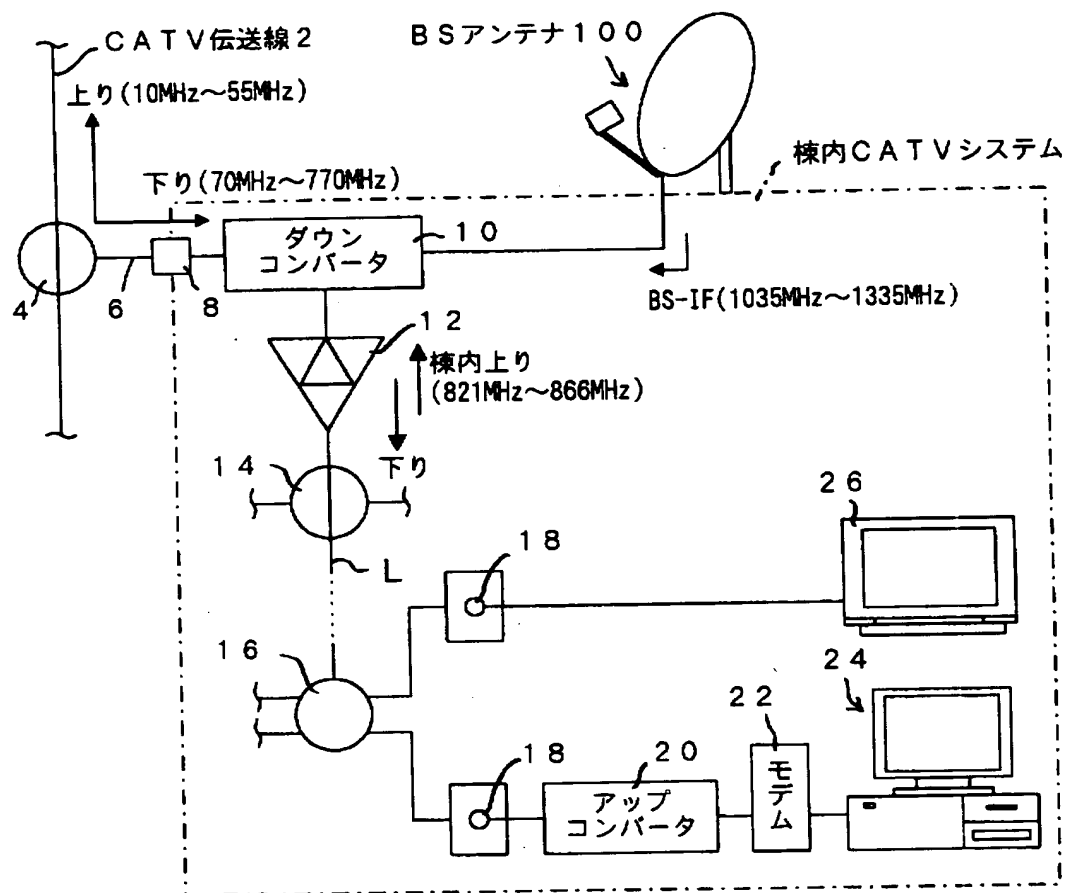 CATV伝送線2
BSアンテナ100
上り(10MHz～55MHz)
棟内CATVシステム
下り(70MHz～770MHz)
ダウン
コンバータ
10
4
6
8
BS-IF(1035MHz～1335MHz)
12
棟内上り
(821MHz～866MHz)
下り
14
L
18
26
16
24
22
18
20
アップ
コンバータ
モデム